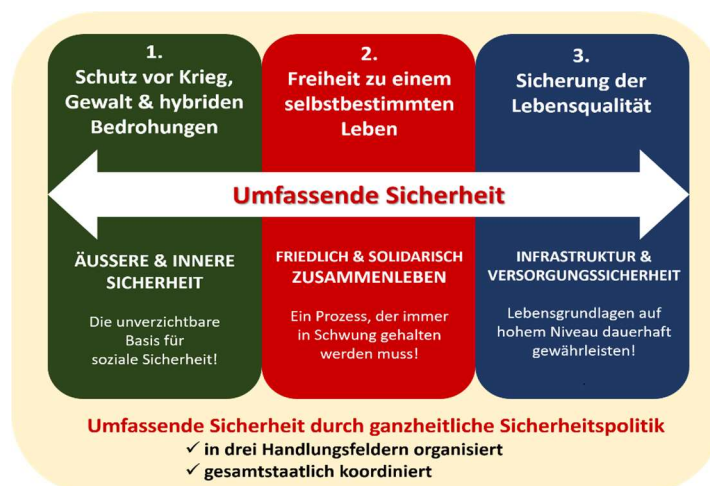 1.
Schutz vor Krieg,
Gewalt & hybriden
Bedrohungen
2.
Freiheit zu einem
selbstbestimmten
Leben
3.
Sicherung der
Lebensqualität
Umfassende Sicherheit
ÄUSSERE & INNERE
SICHERHEIT
Die unverzichtbare
Basis für
soziale Sicherheit!
FRIEDLICH & SOLIDARISCH
ZUSAMMENLEBEN
Ein Prozess, der immer
in Schwung gehalten
werden muss!
INFRASTRUKTUR &
VERSORGUNGSSICHERHEIT
Lebensgrundlagen auf
hohem Niveau dauerhaft
gewährleisten!
Umfassende Sicherheit durch ganzheitliche Sicherheitspolitik
✓ in drei Handlungsfeldern organisiert
✓ gesamtstaatlich koordiniert